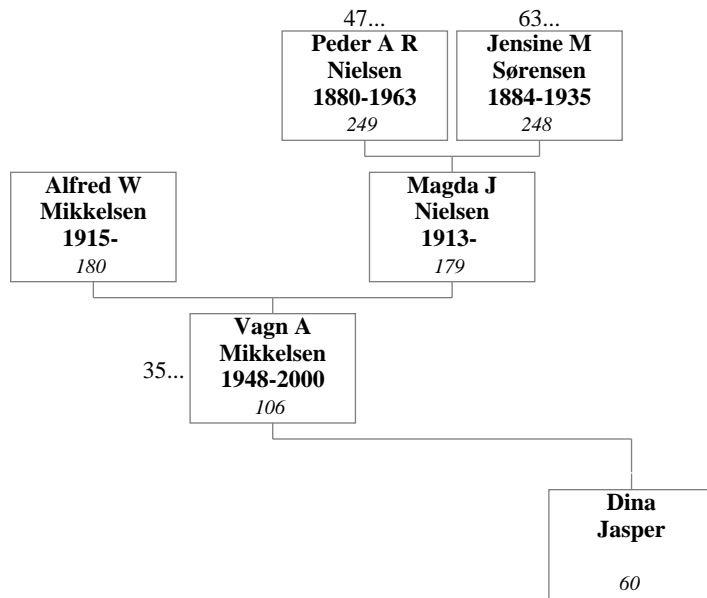 47...
63...
Peder A R
Nielsen
1880-1963
249
Jensine M
Sørensen
1884-1935
248
Alfred W
Mikkelsen
1915-
180
Magda J
Nielsen
1913-
179
35...
Vagn A
Mikkelsen
1948-2000
106
Dina
Jasper
60